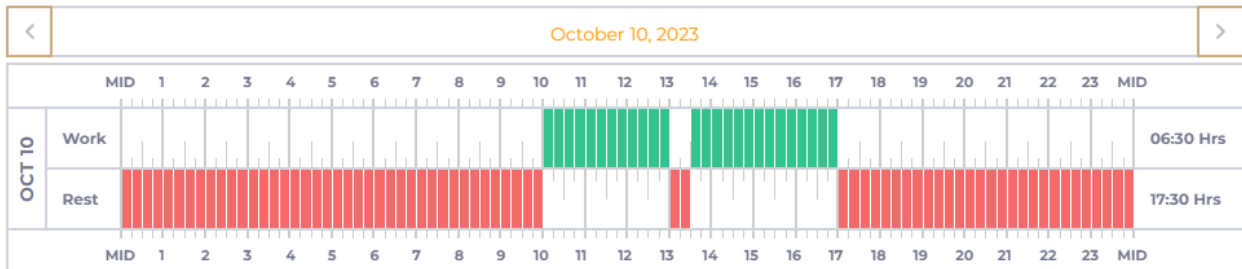 October 10, 2023
MID 1 2 3 4 5 6 7 8 9 10 11 12 13 14 15 16 17 18 19 20 21 22 23 MID
OCT 10
Work 06:30 Hrs
Rest 17:30 Hrs
MID 1 2 3 4 5 6 7 8 9 10 11 12 13 14 15 16 17 18 19 20 21 22 23 MID